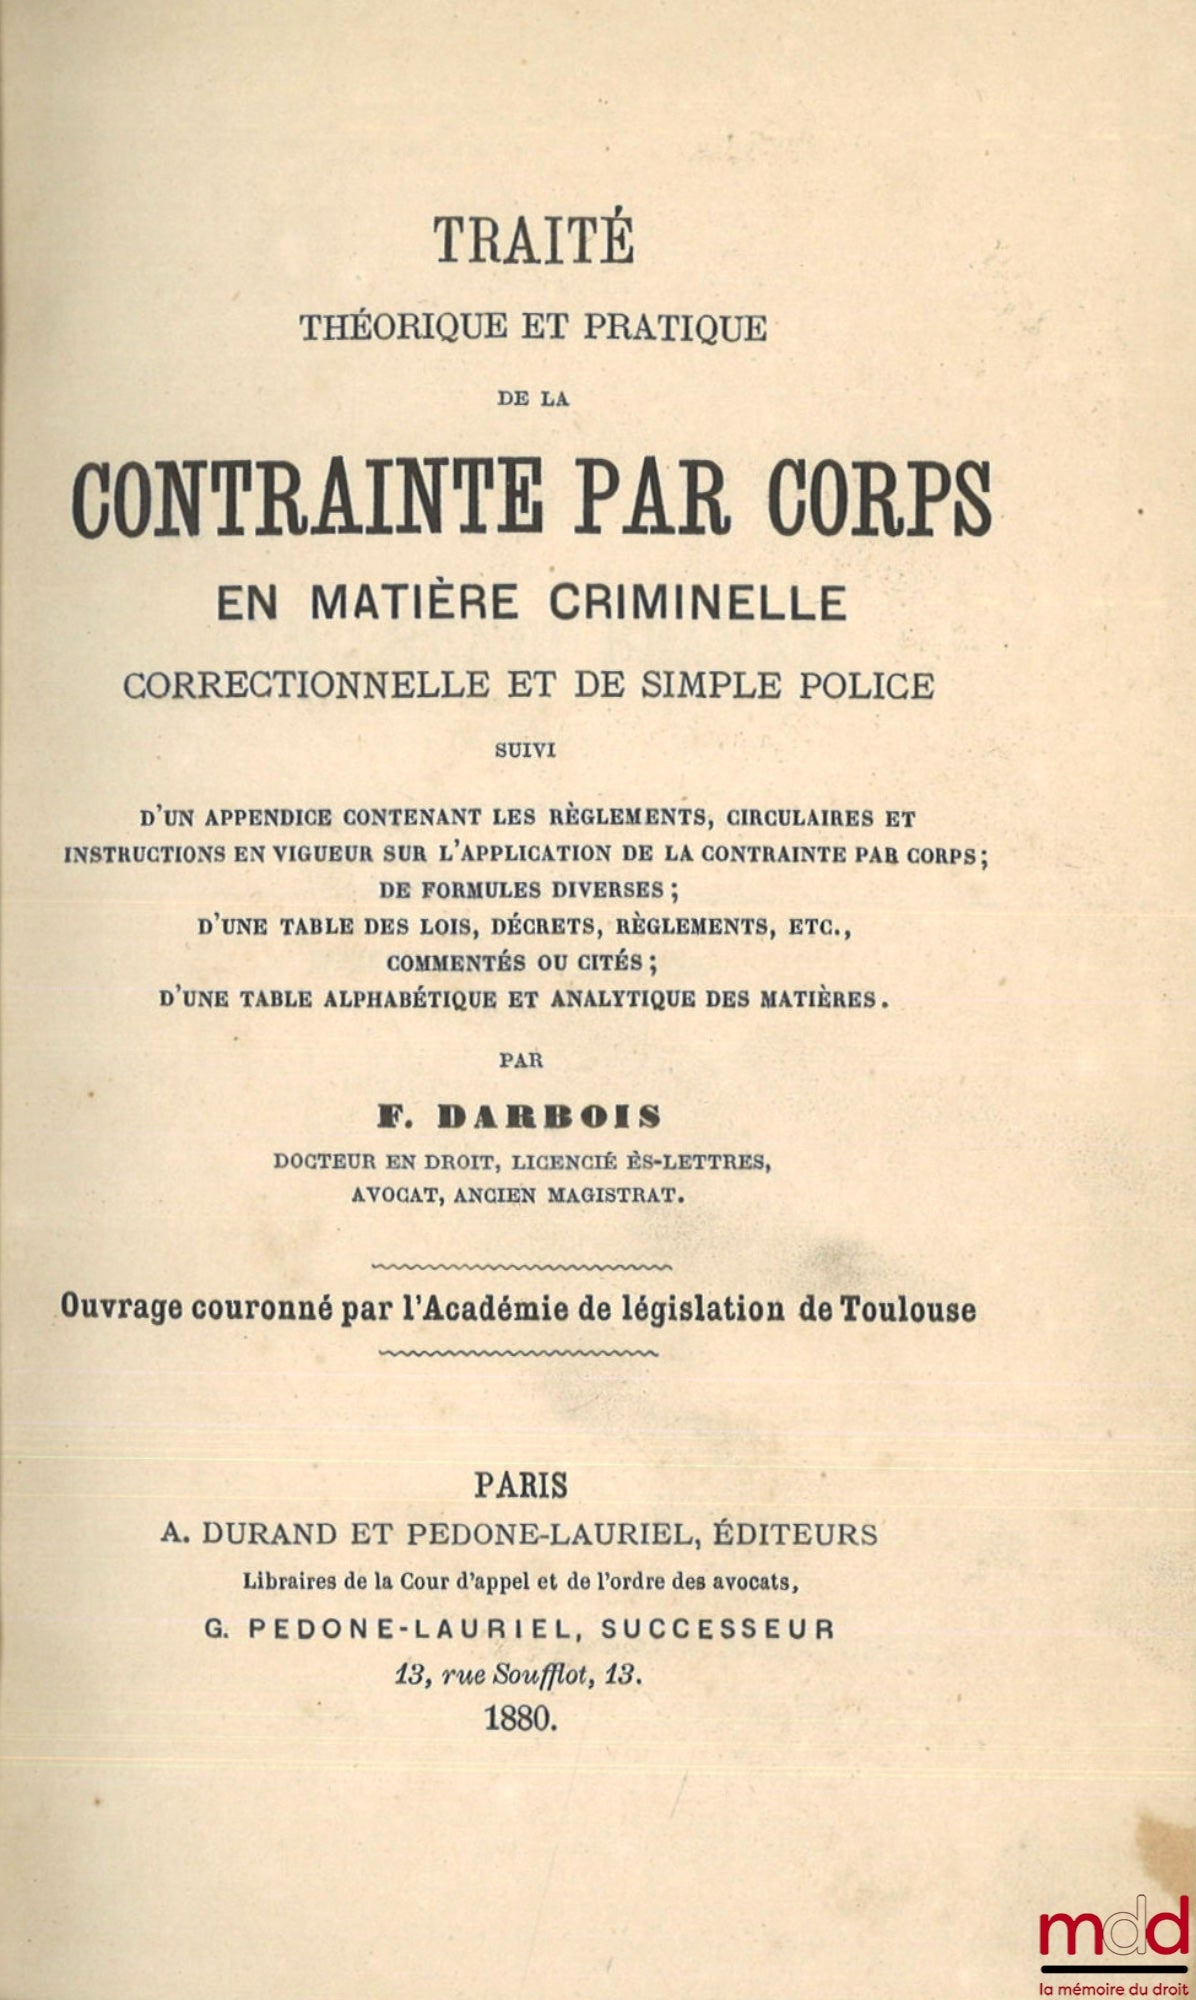 TRAITÉ
THÉORIQUE ET PRATIQUE
DE LA
CONTRAINTE PAR CORPS
EN MATIÈRE CRIMINELLE
CORRECTIONNELLE ET DE SIMPLE POLICE
SUIVI
D'UN APPENDICE CONTENANT LES RÈGLEMENTS, CIRCULAIRES ET
INSTRUCTIONS EN VIGUEUR SUR L'APPLICATION DE LA CONTRAINTE PAR CORPS;
DE FORMULES DIVERSES;
D'UNE TABLE DES LOIS, DÉCRETS, RÈGLEMENTS, ETC.,
COMMENTÉS OU CITÉS;
D'UNE TABLE ALPHABÉTIQUE ET ANALYTIQUE DES MATIÈRES.
PAR
F. DARBOIS
DOCTEUR EN DROIT, LICENCIÉ ÈS-LETTRES,
AVOCAT, ANCIEN MAGISTRAT.
Ouvrage couronné par l'Académie de législation de Toulouse
PARIS
A. DURAND ET PEDONE-LAURIEL, ÉDITEURS
Libraires de la Cour d'appel et de l'ordre des avocats,
G. PEDONE-LAURIEL, SUCCESSEUR
13, rue Soufflot, 13.
1880.
mdd
la mémoire du droit